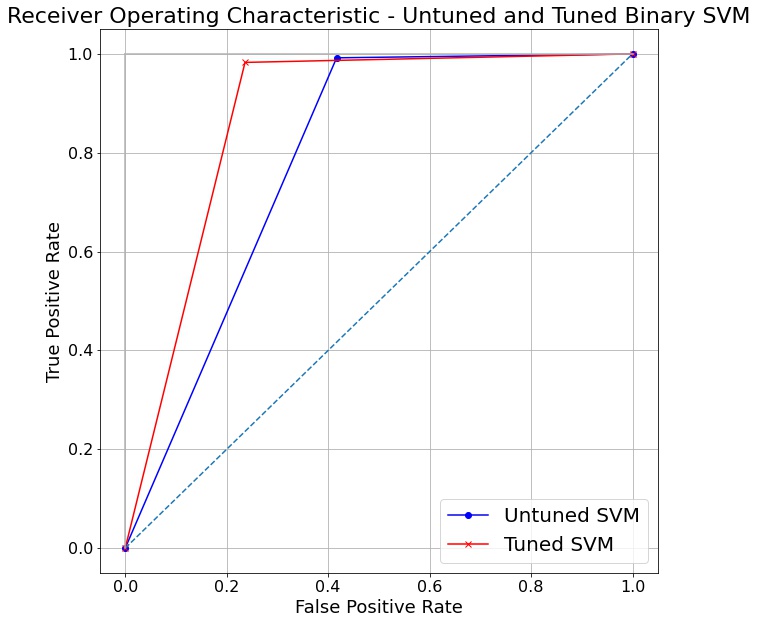 Receiver Operating Characteristic - Untuned and Tuned Binary SVM
1.0
0.8
0.6
0.4
0.2
0.0
True Positive Rate
Untuned SVM
Tuned SVM
0.0 0.2 0.4 0.6 0.8 1.0
False Positive Rate